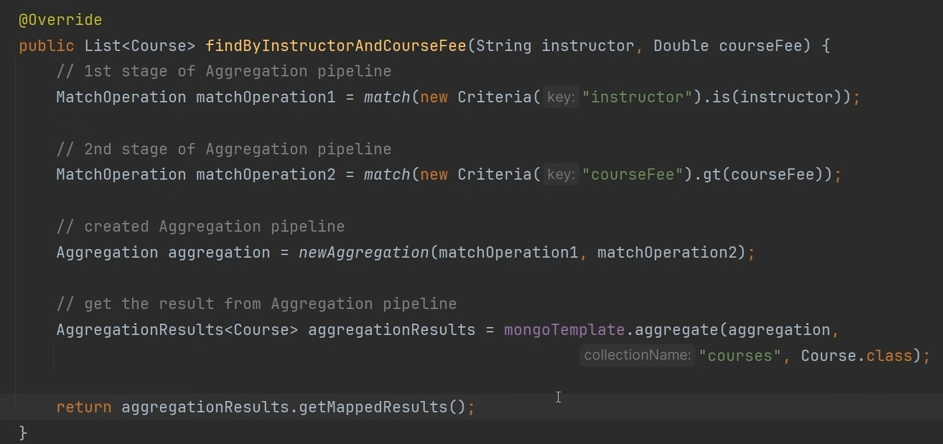 @Override
public List<Course> findByInstructorAndCourseFee(String instructor, Double courseFee) {
// 1st stage of Aggregation pipeline
MatchOperation matchOperation1 = match(new Criteria( key: "instructor").is(instructor));
// 2nd stage of Aggregation pipeline
MatchOperation matchOperation2 = match(new Criteria( key: "courseFee").gt(courseFee));
// created Aggregation pipeline
Aggregation aggregation = newAggregation(matchOperation1, matchOperation2);
// get the result from Aggregation pipeline
AggregationResults<Course> aggregationResults = mongoTemplate.aggregate(aggregation,
collectionName: "courses", Course.class);
return aggregationResults.getMappedResults();
}